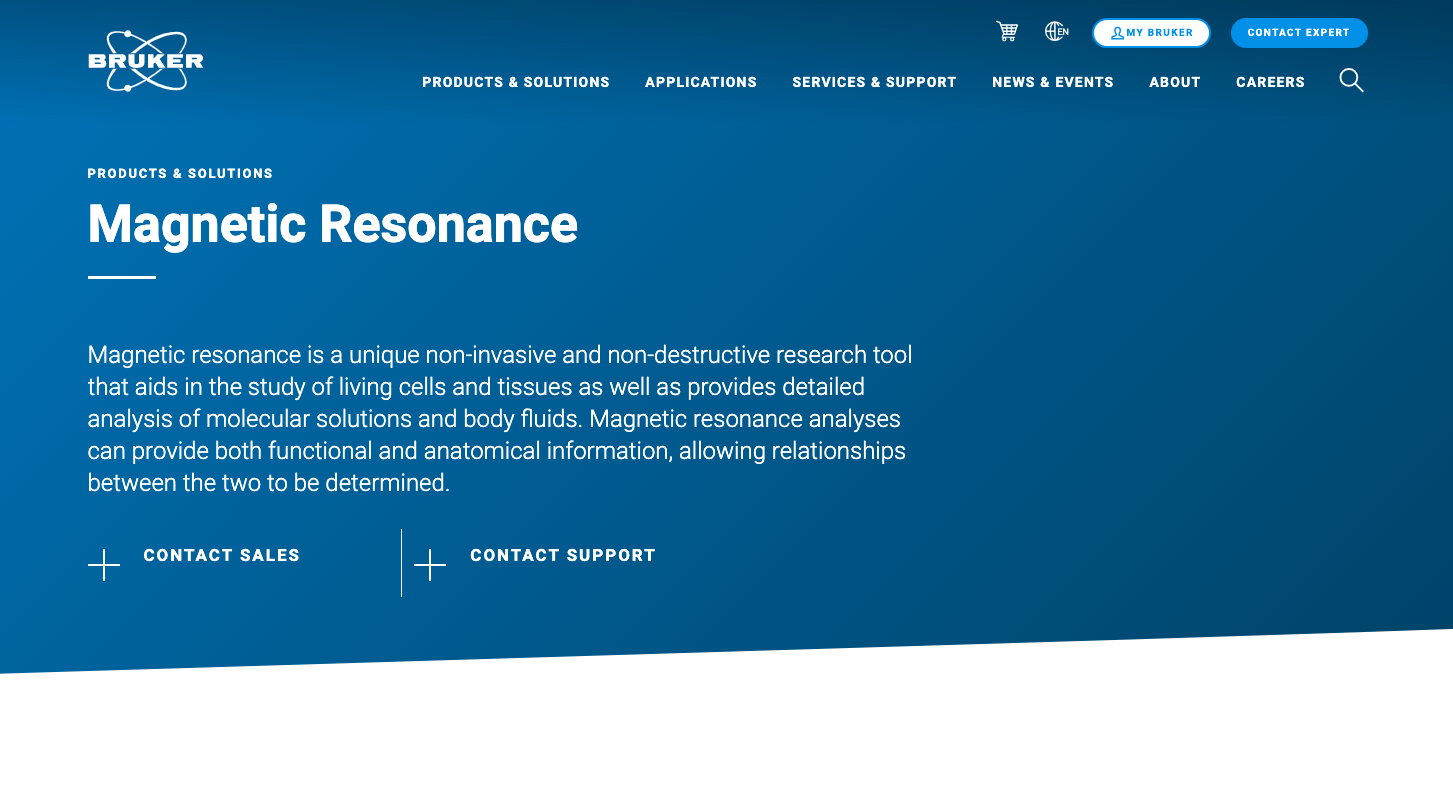 EN
MY BRUKER
CONTACT EXPERT
BRUKER
PRODUCTS & SOLUTIONS
APPLICATIONS
SERVICES & SUPPORT
NEWS & EVENTS
ABOUT
CAREERS
PRODUCTS & SOLUTIONS
Magnetic Resonance
Magnetic resonance is a unique non-invasive and non-destructive research tool
that aids in the study of living cells and tissues as well as provides detailed
analysis of molecular solutions and body fluids. Magnetic resonance analyses
can provide both functional and anatomical information, allowing relationships
between the two to be determined.
CONTACT SALES
CONTACT SUPPORT